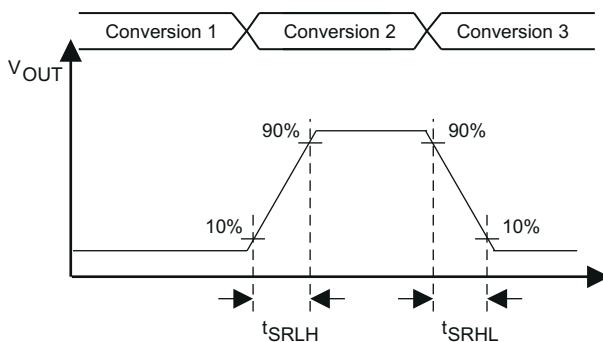 Conversion 1 Conversion 2 Conversion 3
VOUT
90% 90%
10% 10%
tSRLH tSRHL